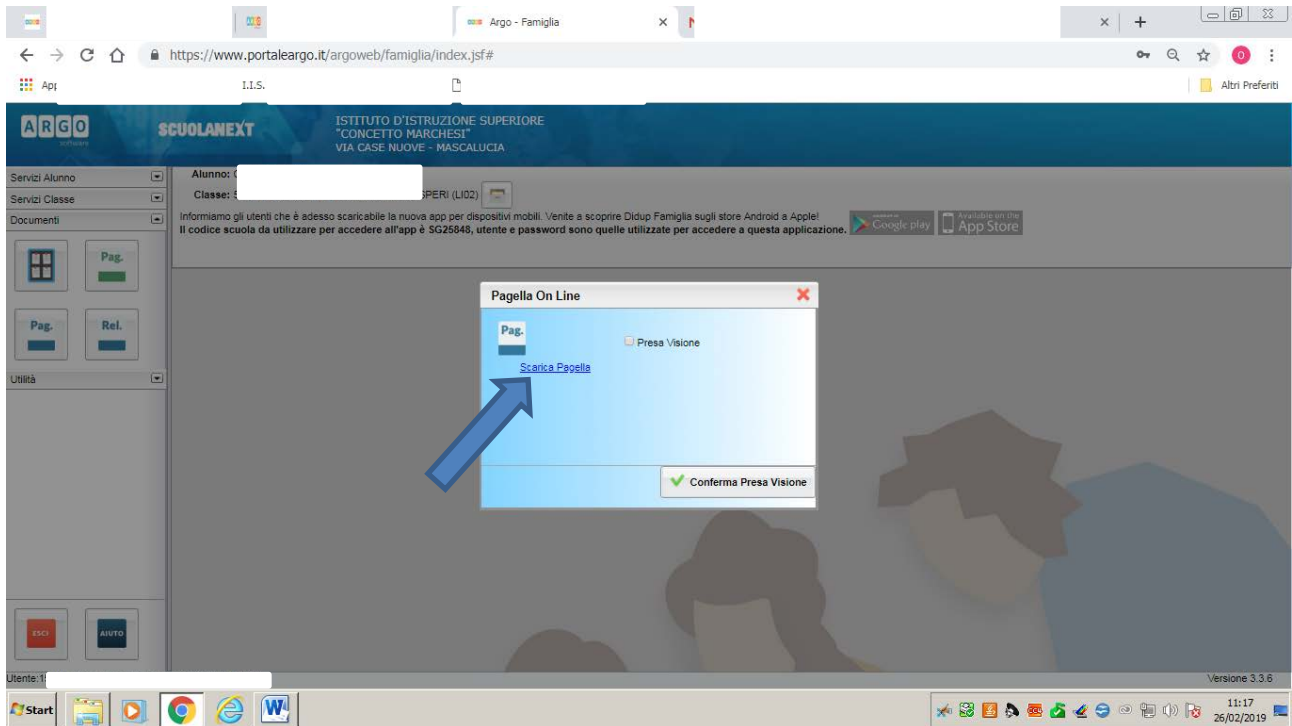 Argo - Famiglia
https://www.portaleargo.it/argoweb/famiglia/index.jsf#
App
I.I.S.
Altri Preferiti
ARGO
software
SCUOLANEXT
ISTITUTO D'ISTRUZIONE SUPERIORE
"CONCETTO MARCHESI"
VIA CASE NUOVE - MASCALUCIA
Servizi Alunno
Servizi Classe
Documenti
Pag.
Pag.
Rel.
Utilità
ESCI
AIUTO
Alunno:
Classe:
SPERI (LI02)
Informiamo gli utenti che è adesso scaricabile la nuova app per dispositivi mobili. Venite a scoprire Didup Famiglia sugli store Android a Apple!
Il codice scuola da utilizzare per accedere all'app è SG25848, utente e password sono quelle utilizzate per accedere a questa applicazione.
Google play
Available on the
App Store
Pagella On Line
Pag.
Presa Visione
Scarica Pagella
Conferma Presa Visione
Utente:
Versione 3.3.6
Start
11:17
26/02/2019